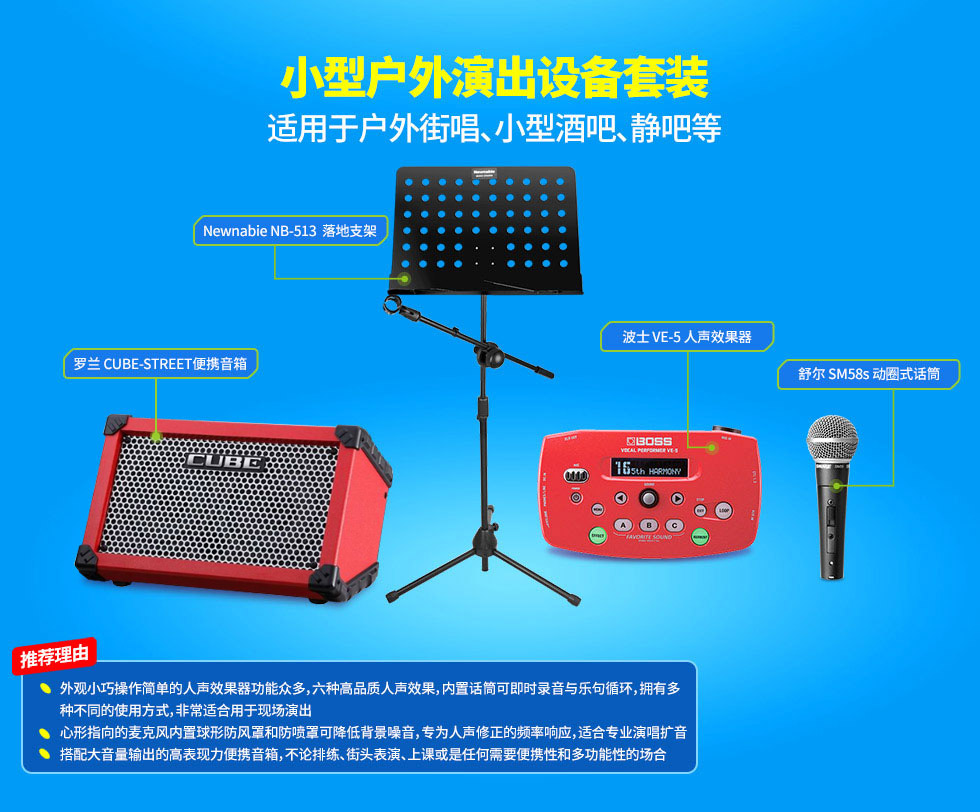 小型户外演出设备套装
适用于户外街唱、小型酒吧、静吧等
Newnabie
Newnabie NB-513 落地支架
波士 VE-5 人声效果器
罗兰 CUBE-STREET便携音箱
舒尔 SM58s 动圈式话筒
CUBE
BOSS
VOCAL PERFORMER VE-5
16 5th HARMONY
MENU
STOP
EXIT
LOOP
A B C
EFFECT
FAVORITE SOUND
HARMONY
推荐理由
外观小巧操作简单的人声效果器功能众多,六种高品质人声效果,内置话筒可即时录音与乐句循环,拥有多
种不同的使用方式,非常适合用于现场演出
心形指向的麦克风内置球形防风罩和防喷罩可降低背景噪音,专为人声修正的频率响应,适合专业演唱扩音
搭配大音量输出的高表现力便携音箱,不论排练、街头表演、上课或是任何需要便携性和多功能性的场合